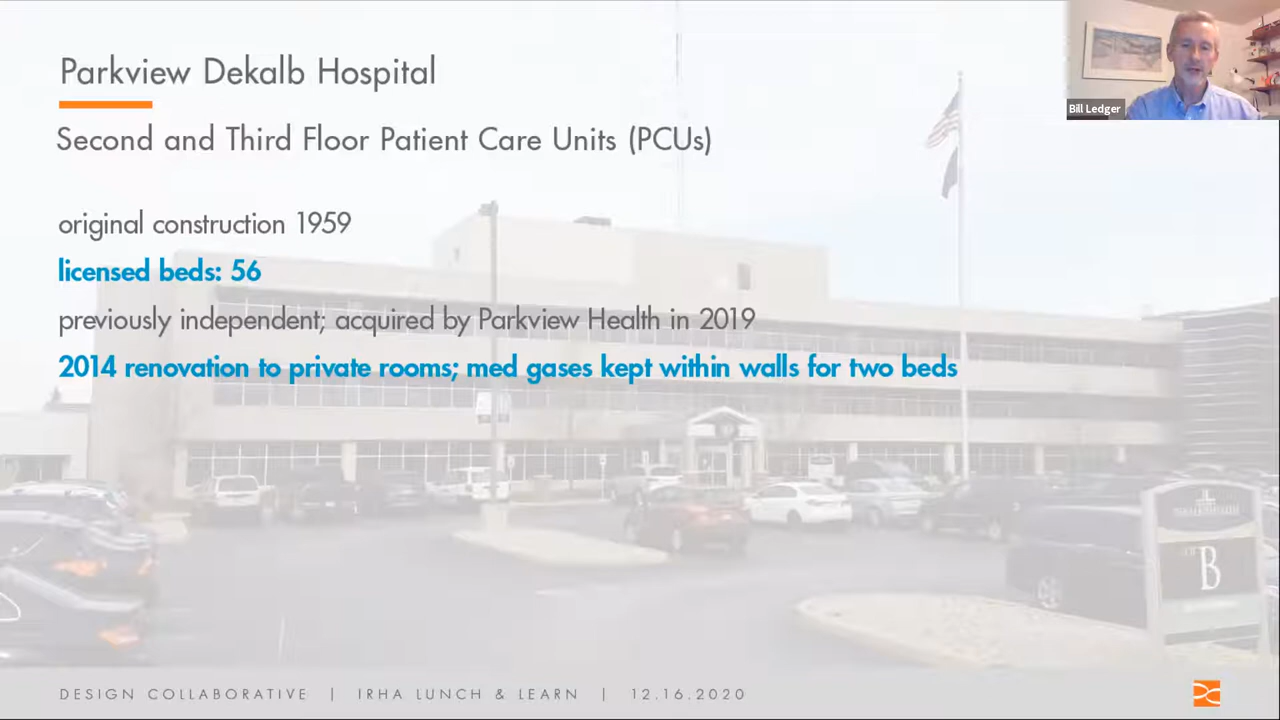 Parkview Dekalb Hospital
Bill Ledger
Second and Third Floor Patient Care Units (PCUs)
original construction 1959
licensed beds: 56
previously independent; acquired by Parkview Health in 2019
2014 renovation to private rooms; med gases kept within walls for two beds
B
DESIGN COLLABORATIVE | IRHA LUNCH & LEARN | 12.16.2020